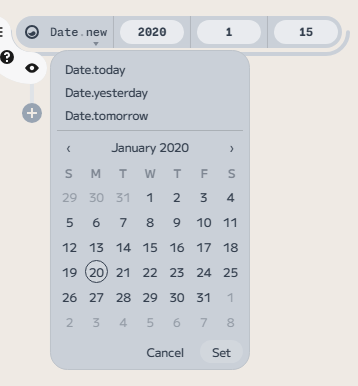 Date.new 2020 1 15
?
Date.today
Date.yesterday
Date.tomorrow
‹ January 2020 ›
S M T W T F S
29 30 31 1 2 3 4
5 6 7 8 9 10 11
12 13 14 15 16 17 18
19 20 21 22 23 24 25
26 27 28 29 30 31 1
2 3 4 5 6 7 8
Cancel Set